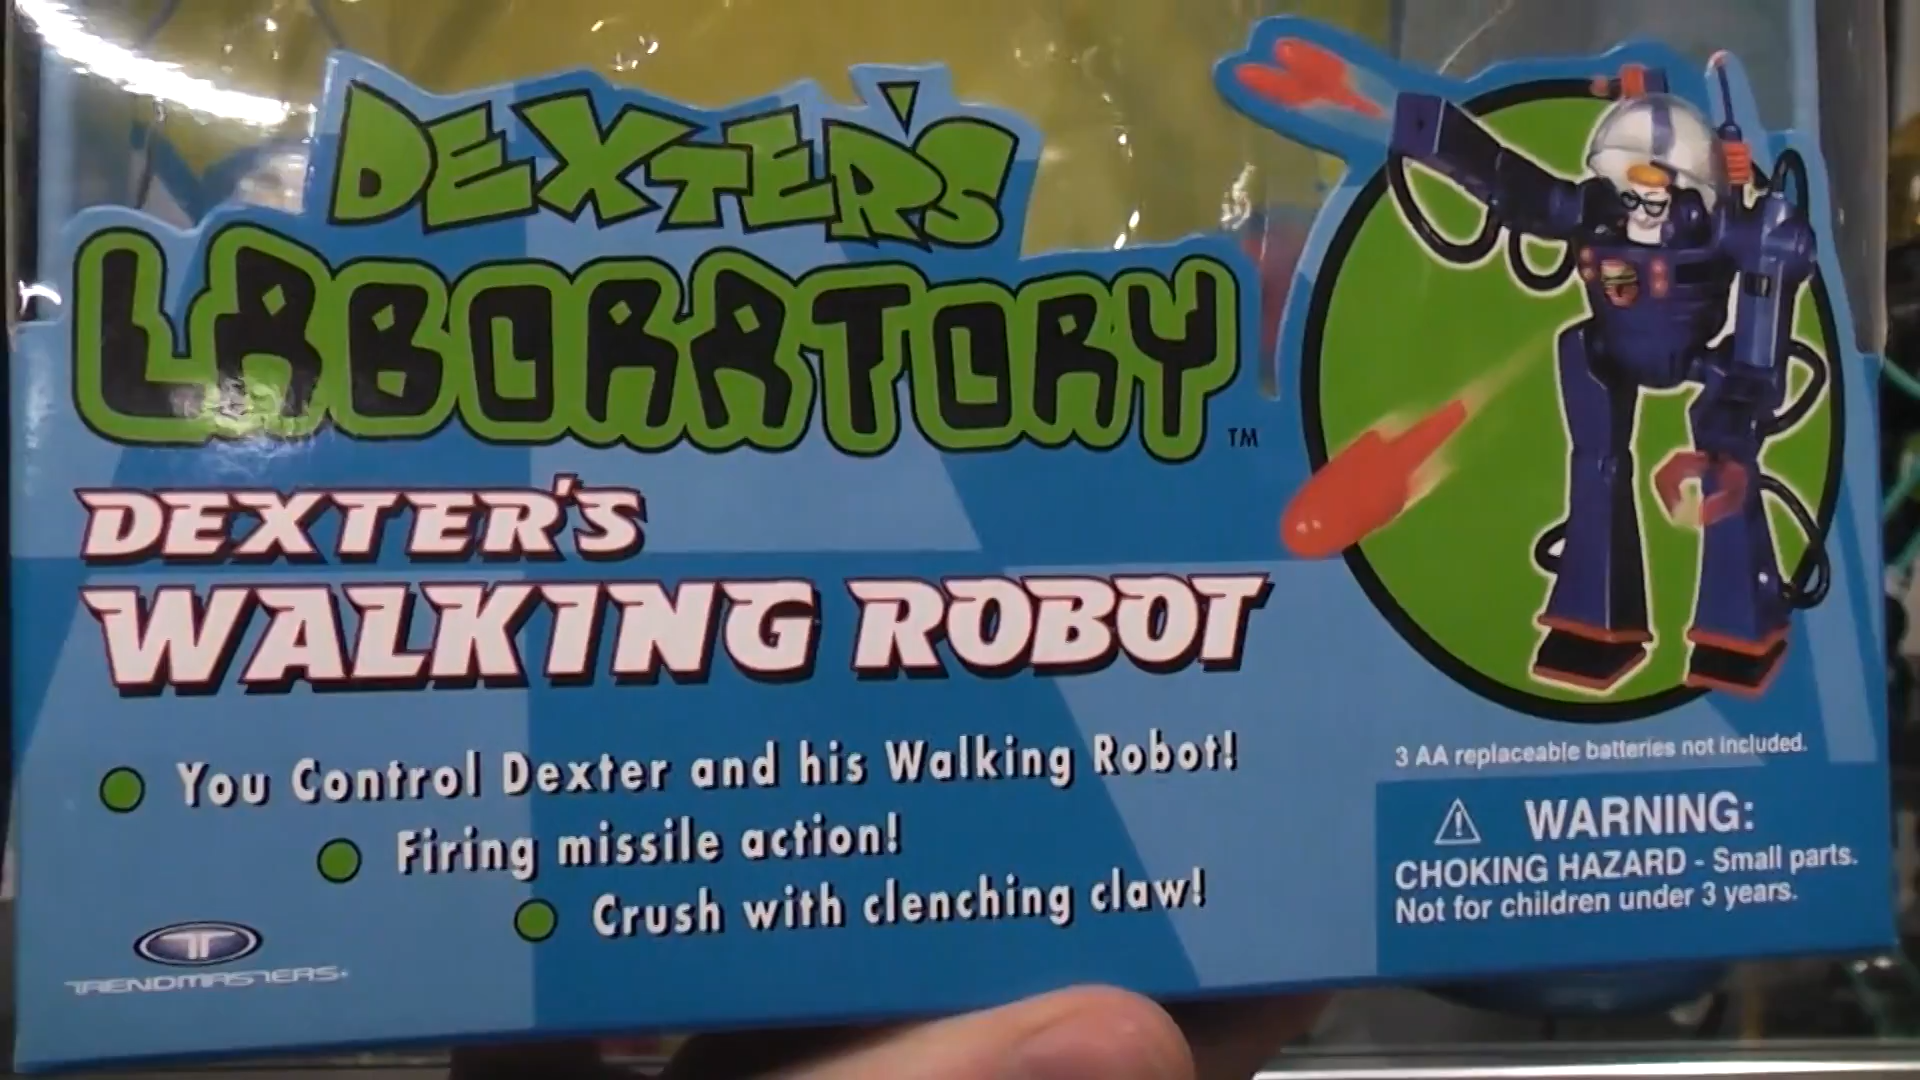 DEXTER'S
LABORATORY
TM
DEXTER'S
WALKING ROBOT
You Control Dexter and his Walking Robot!
Firing missile action!
Crush with clenching claw!
TRENDMASTERS
3 AA replaceable batteries not included.
WARNING:
CHOKING HAZARD - Small parts.
Not for children under 3 years.